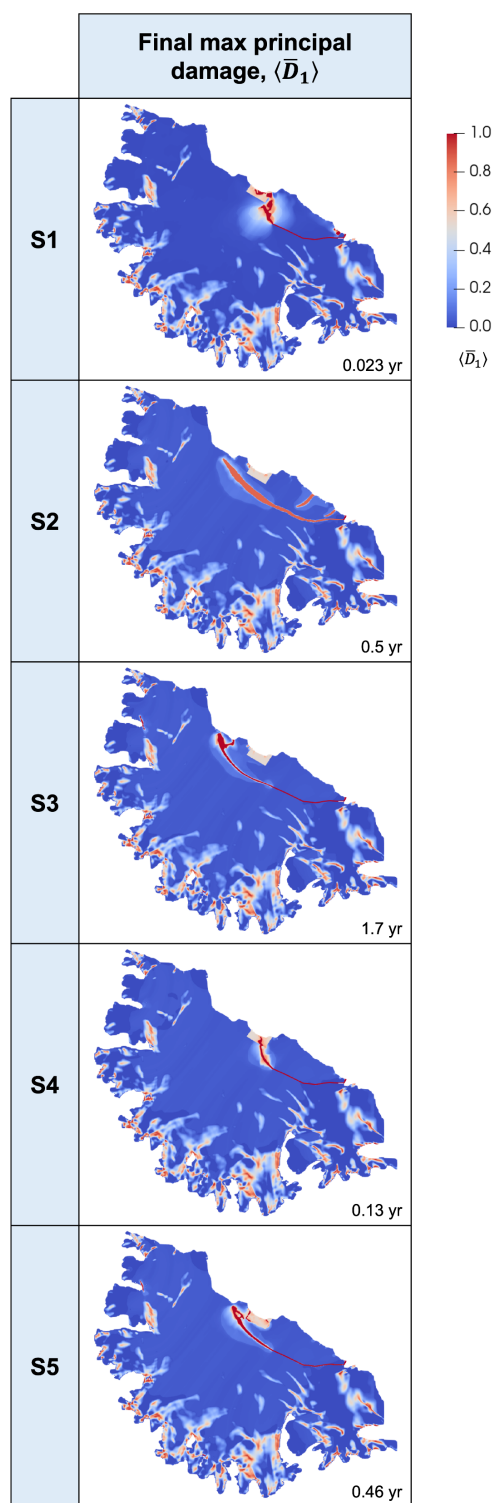 Final max principal
damage, ⟨D̅₁⟩
S1
0.023 yr
1.0
0.8
0.6
0.4
0.2
0.0
⟨D̅₁⟩
S2
0.5 yr
S3
1.7 yr
S4
0.13 yr
S5
0.46 yr